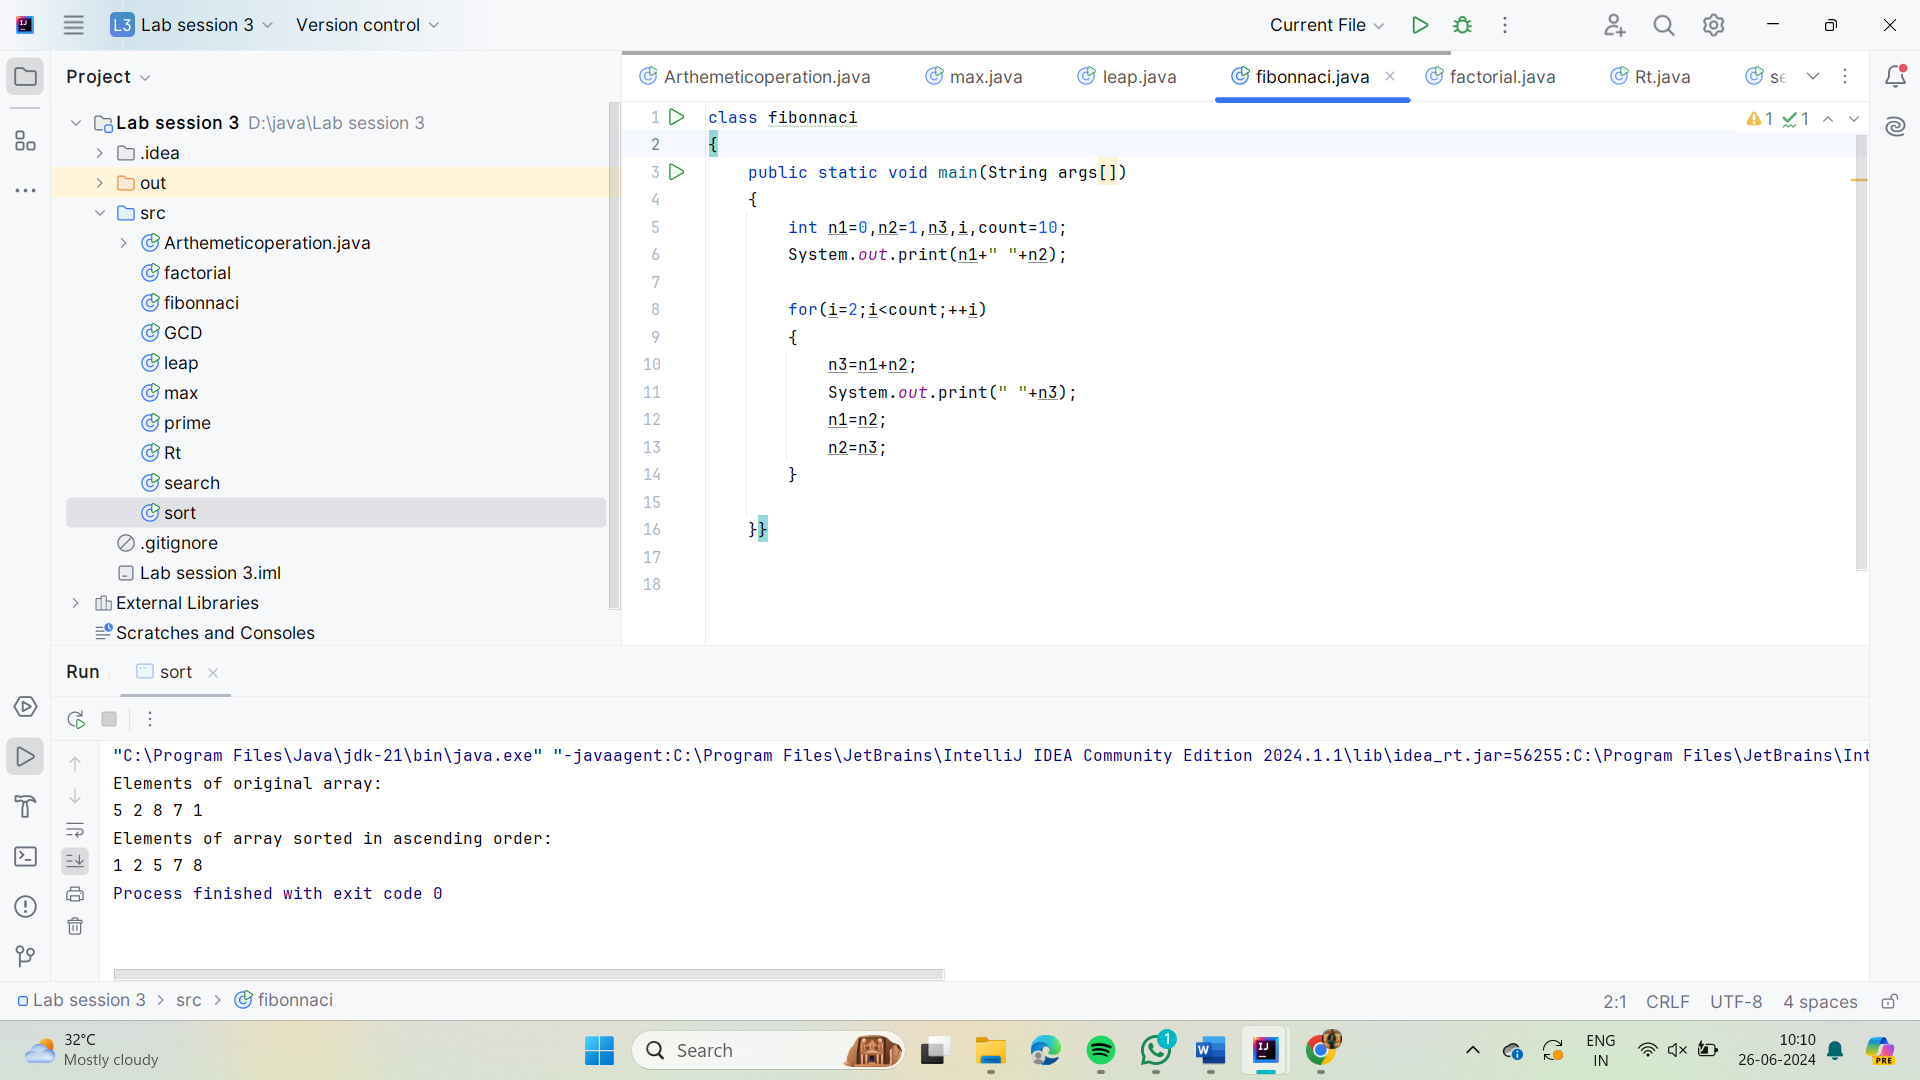 L3 Lab session 3 Version control Current File
Project
Arthemeticoperation.java max.java leap.java fibonnaci.java factorial.java Rt.java se
Lab session 3 D:\java\Lab session 3
.idea
out
src
Arthemeticoperation.java
factorial
fibonnaci
GCD
leap
max
prime
Rt
search
sort
.gitignore
Lab session 3.iml
External Libraries
Scratches and Consoles
1 class fibonnaci
2 {
3 public static void main(String args[])
4 {
5 int n1=0,n2=1,n3,i,count=10;
6 System.out.print(n1+" "+n2);
7
8 for(i=2;i<count;++i)
9 {
10 n3=n1+n2;
11 System.out.print(" "+n3);
12 n1=n2;
13 n2=n3;
14 }
15
16 }}
17
18
1 1
Run sort
"C:\Program Files\Java\jdk-21\bin\java.exe" "-javaagent:C:\Program Files\JetBrains\IntelliJ IDEA Community Edition 2024.1.1\lib\idea_rt.jar=56255:C:\Program Files\JetBrains\Int
Elements of original array:
5 2 8 7 1
Elements of array sorted in ascending order:
1 2 5 7 8
Process finished with exit code 0
Lab session 3 > src > fibonnaci 2:1 CRLF UTF-8 4 spaces
32°C
Mostly cloudy
Search
1
ENG
IN
10:10
26-06-2024
PRE